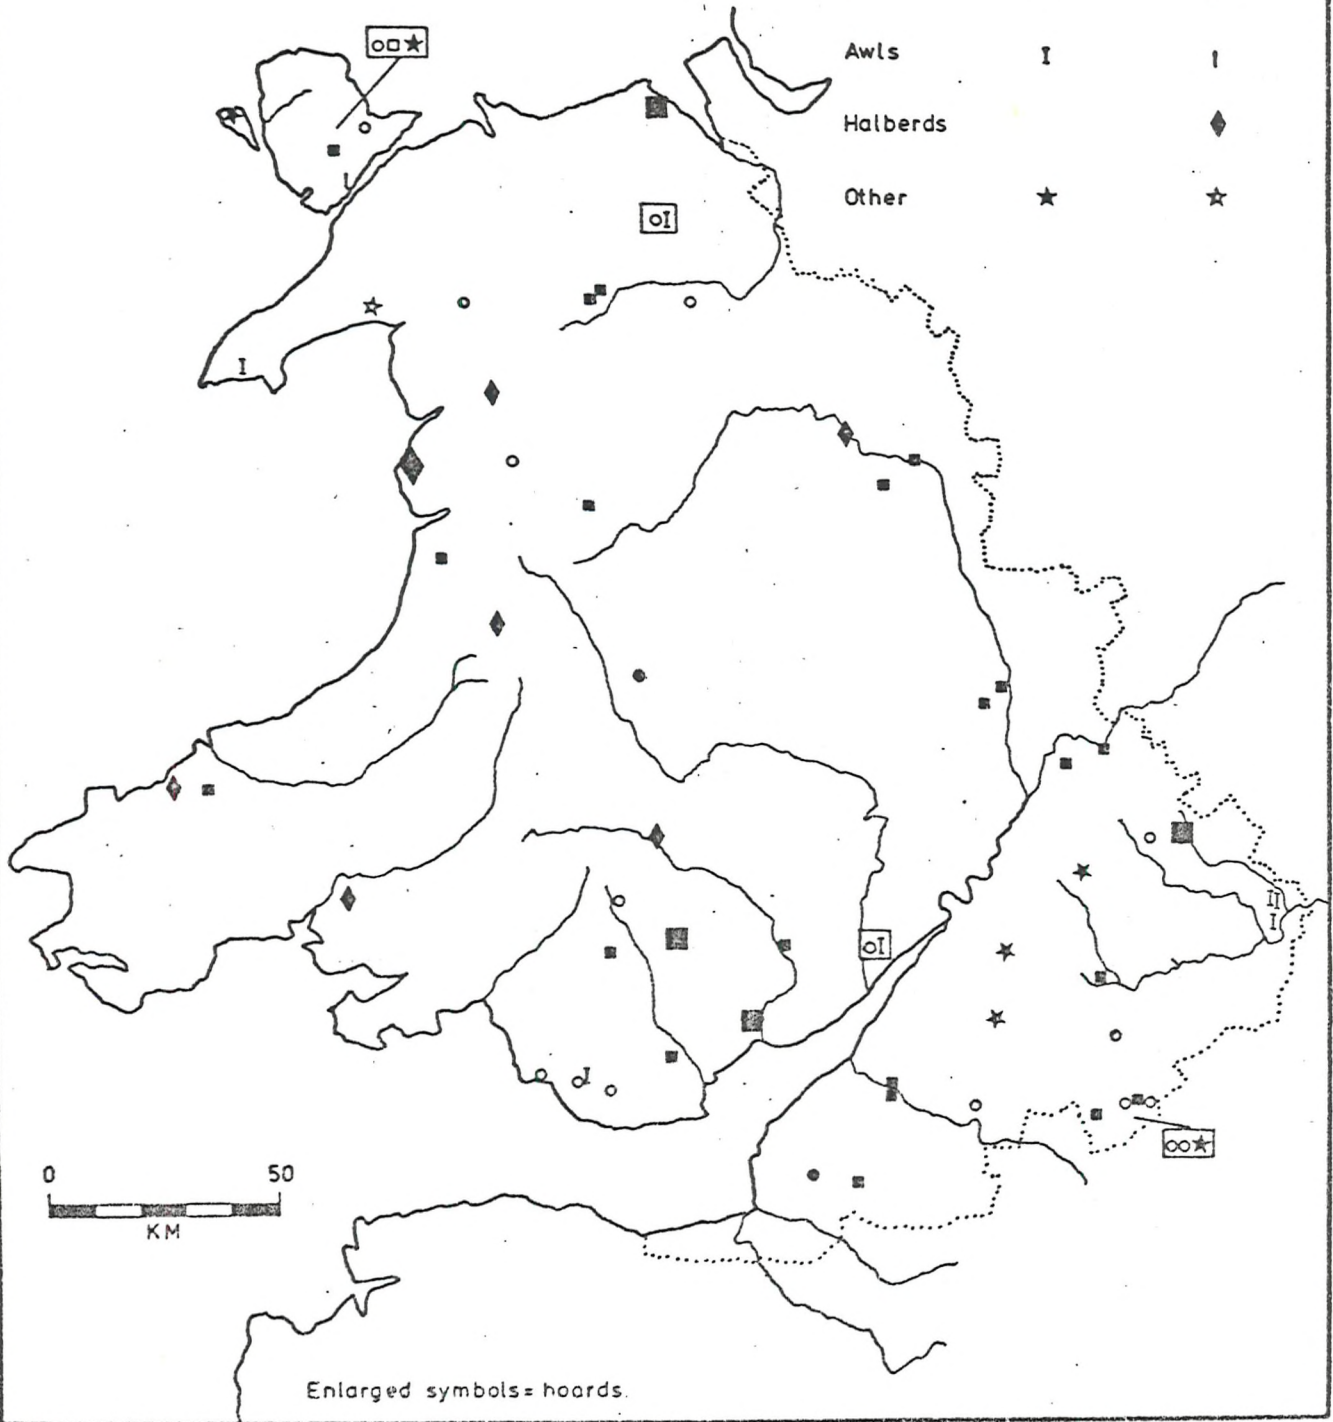 Awls
Halberds
Other
0 50
KM
Enlarged symbols = hoards.